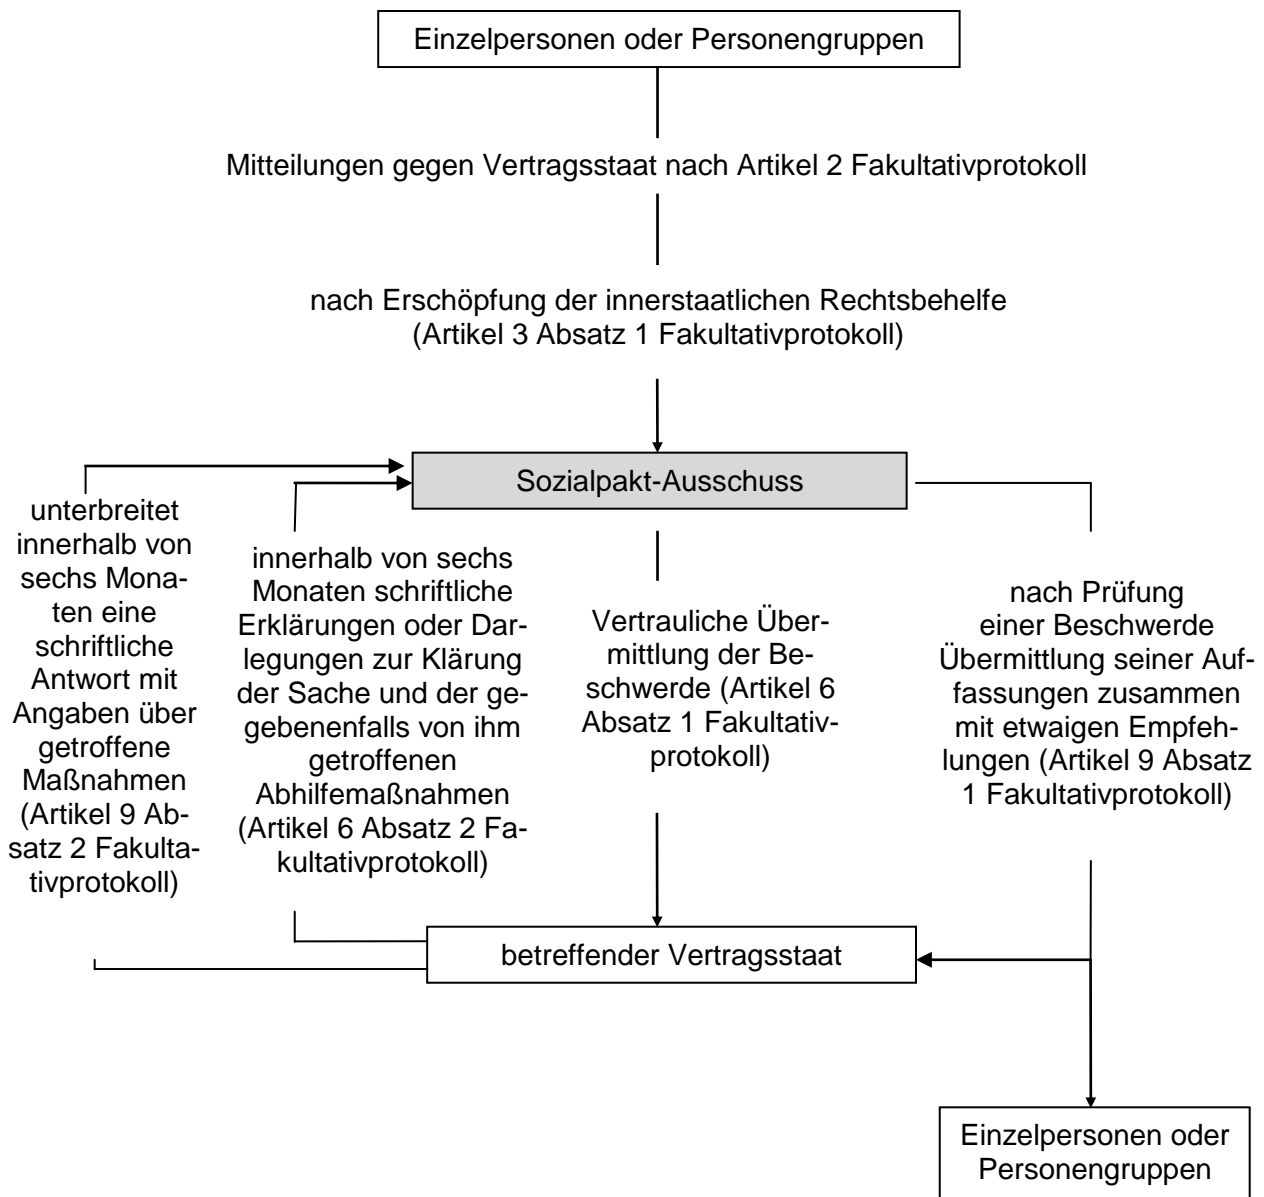 Einzelpersonen oder Personengruppen
Mitteilungen gegen Vertragsstaat nach Artikel 2 Fakultativprotokoll
nach Erschöpfung der innerstaatlichen Rechtsbehelfe
(Artikel 3 Absatz 1 Fakultativprotokoll)
Sozialpakt-Ausschuss
unterbreitet
innerhalb von
sechs Mona-
ten eine
schriftliche
Antwort mit
Angaben über
getroffene
Maßnahmen
(Artikel 9 Ab-
satz 2 Fakulta-
tivprotokoll)
innerhalb von sechs
Monaten schriftliche
Erklärungen oder Dar-
legungen zur Klärung
der Sache und der ge-
gebenenfalls von ihm
getroffenen
Abhilfemaßnahmen
(Artikel 6 Absatz 2 Fa-
kultativprotokoll)
Vertrauliche Über-
mittlung der Be-
schwerde (Artikel 6
Absatz 1 Fakultativ-
protokoll)
nach Prüfung
einer Beschwerde
Übermittlung seiner Auf-
fassungen zusammen
mit etwaigen Empfeh-
lungen (Artikel 9 Absatz
1 Fakultativprotokoll)
betreffender Vertragsstaat
Einzelpersonen oder
Personengruppen